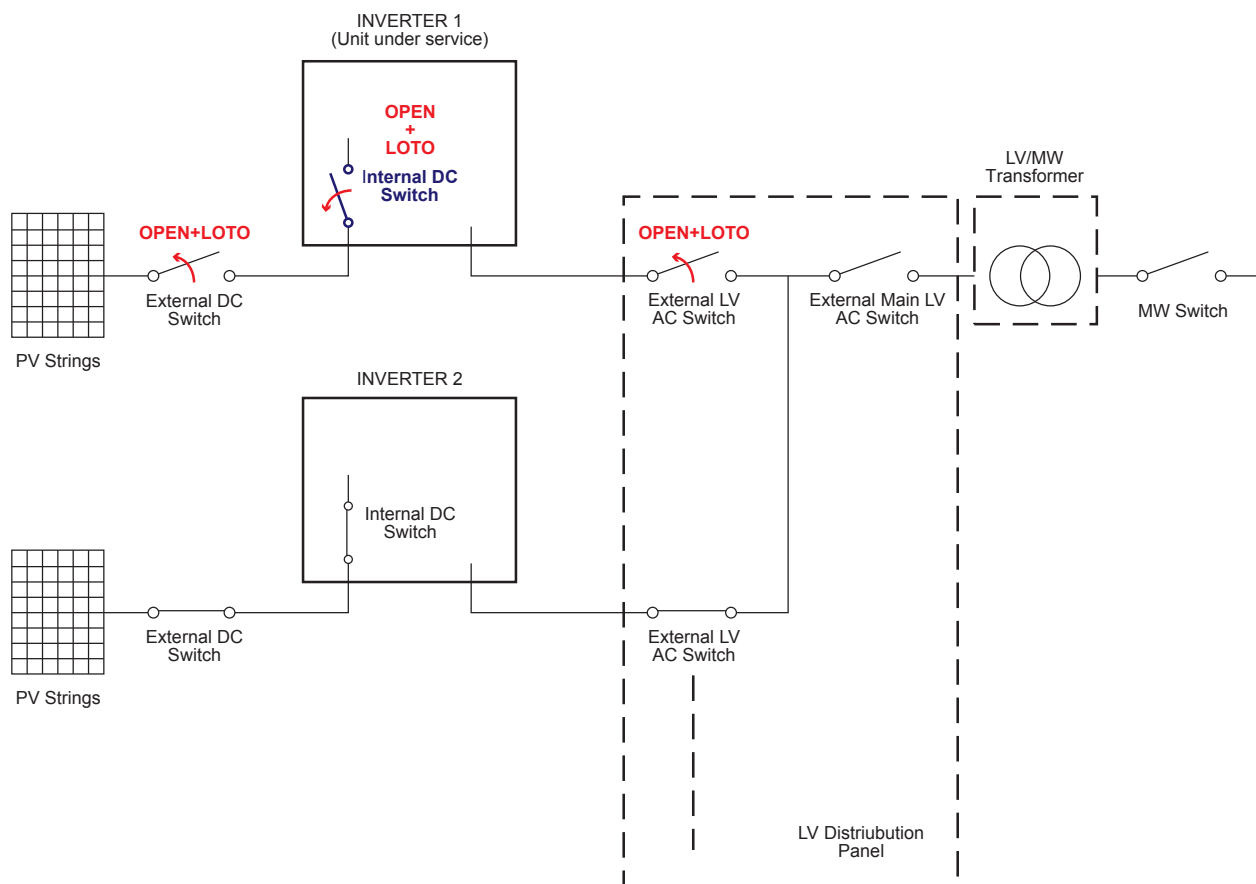 INVERTER 1
(Unit under service)
OPEN
+
LOTO
Internal DC
Switch
LV/MW
Transformer
OPEN+LOTO
External DC
Switch
PV Strings
OPEN+LOTO
External LV
AC Switch
External Main LV
AC Switch
MW Switch
INVERTER 2
Internal DC
Switch
External DC
Switch
PV Strings
External LV
AC Switch
LV Distriubution
Panel